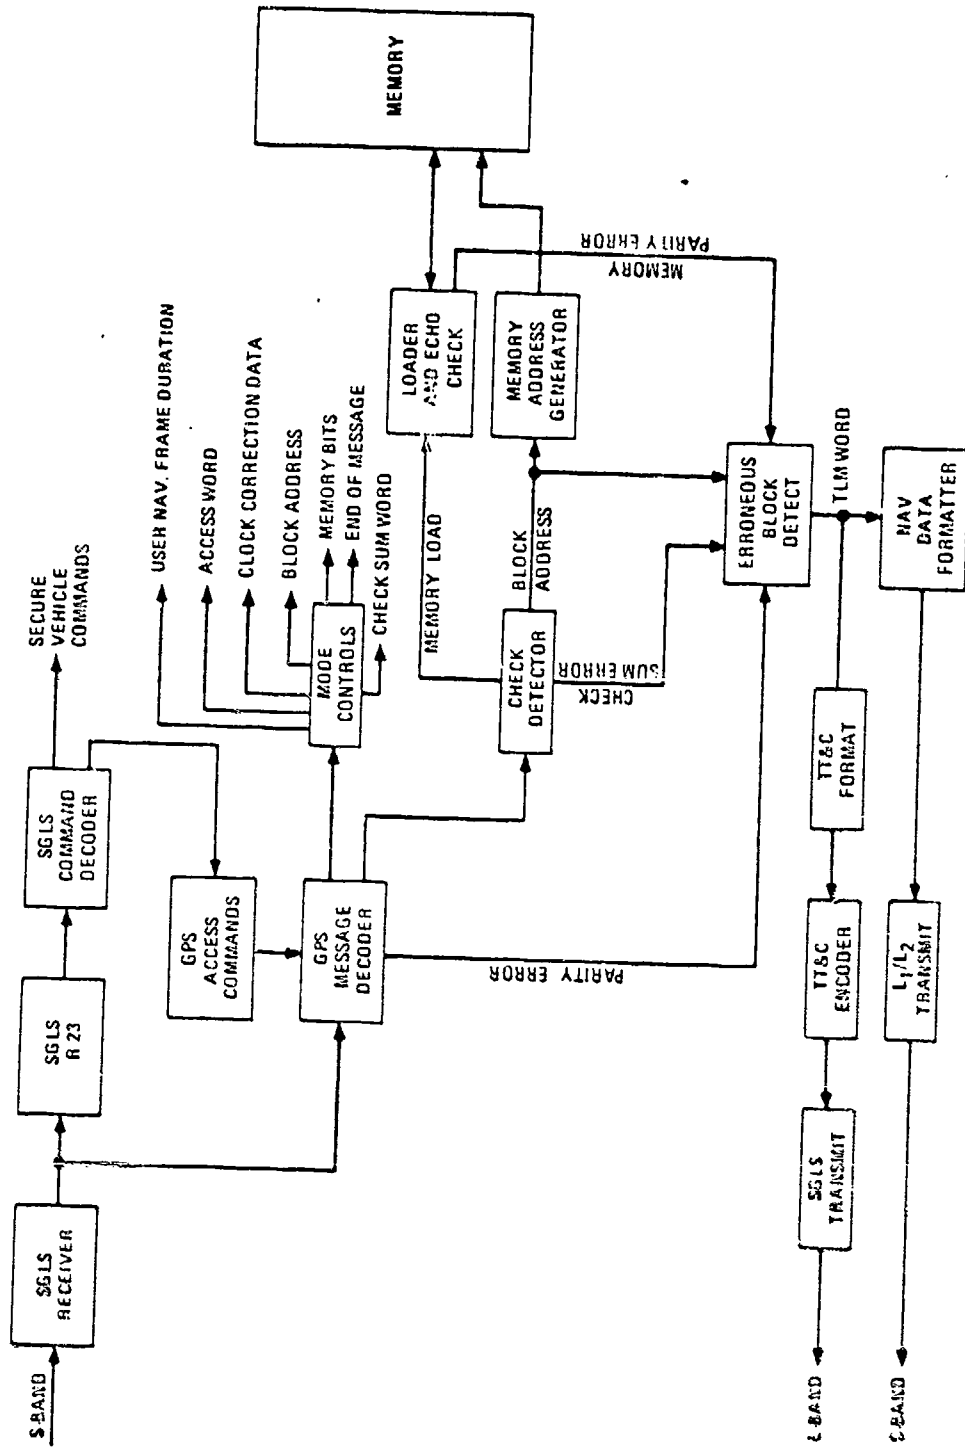 S-BAND
SGLS
RECEIVER
SGLS
R 23
SGLS
COMMAND
DECODER
SECURE
VEHICLE
COMMANDS
GPS
ACCESS
COMMANDS
GPS
MESSAGE
DECODER
MODE
CONTROLS
USER NAV. FRAME DURATION
ACCESS WORD
CLOCK CORRECTION DATA
BLOCK ADDRESS
MEMORY BITS
END OF MESSAGE
CHECK SUM WORD
MEMORY LOAD
LOADER
AND ECHO
CHECK
MEMORY
CHECK
DETECTOR
BLOCK
ADDRESS
MEMORY
ADDRESS
GENERATOR
MEMORY
PARITY ERROR
CHECK
SUM ERROR
PARITY ERROR
ERRONEOUS
BLOCK
DETECT
TLM WORD
NAV
DATA
FORMATTER
TT&C
FORMAT
TT&C
ENCODER
SGLS
TRANSMIT
L₁/L₂
TRANSMIT